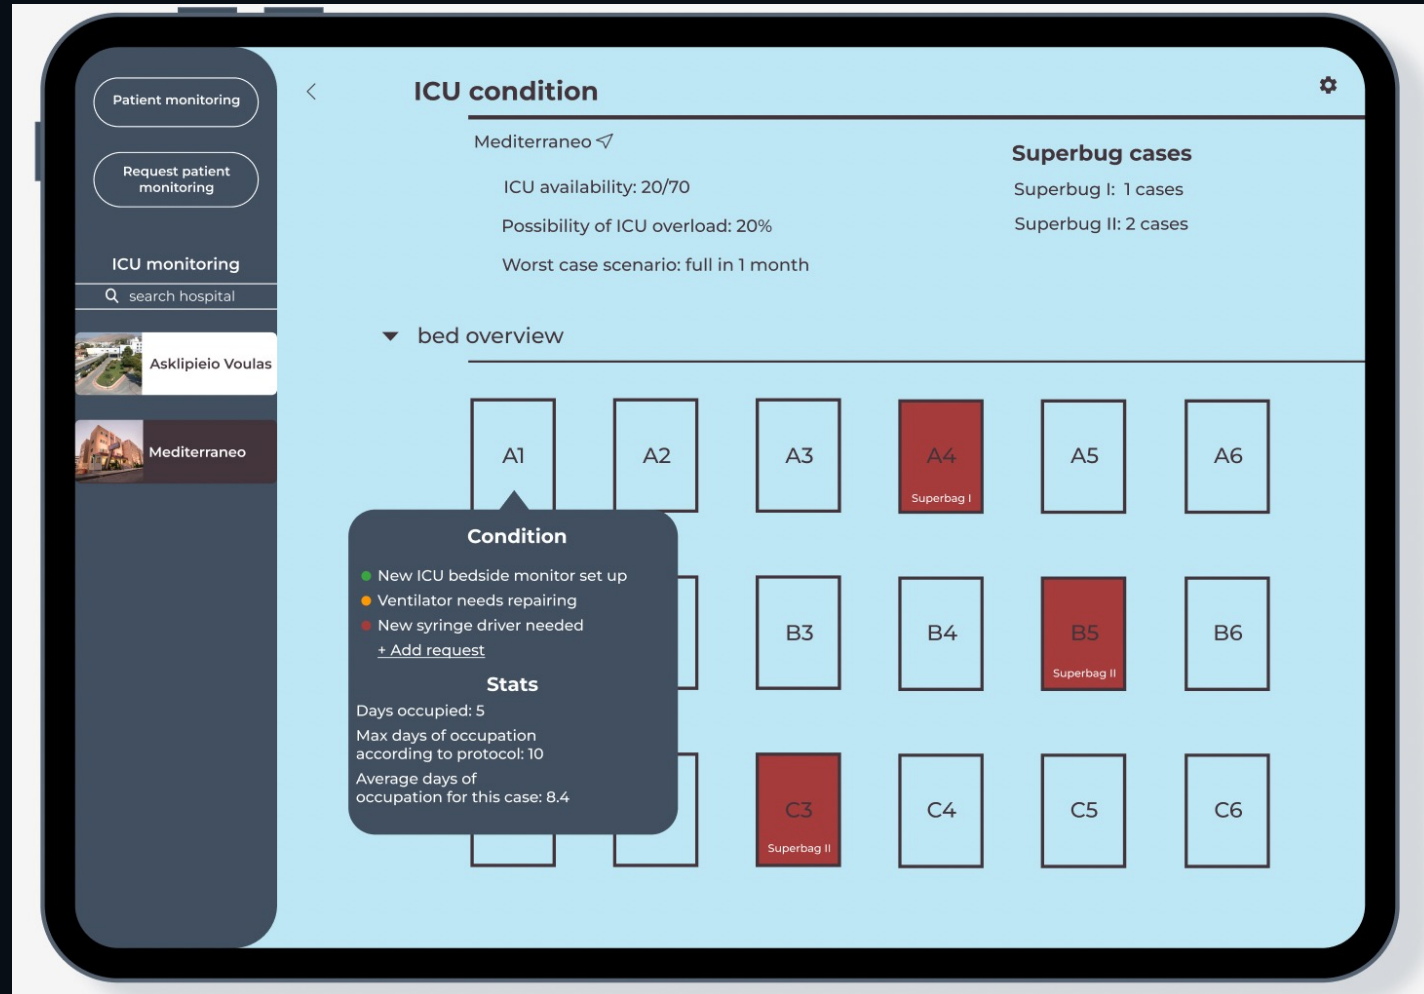 Patient monitoring
Request patient
monitoring
ICU monitoring
search hospital
Asklipieio Voulas
Mediterraneo
ICU condition
Mediterraneo
ICU availability: 20/70
Possibility of ICU overload: 20%
Worst case scenario: full in 1 month
Superbug cases
Superbug I: 1 cases
Superbug II: 2 cases
bed overview
A1 A2 A3 A4 A5 A6
Superbag I
Condition
New ICU bedside monitor set up
Ventilator needs repairing
New syringe driver needed
+ Add request
Stats
Days occupied: 5
Max days of occupation
according to protocol: 10
Average days of
occupation for this case: 8.4
B3 B4 B5 B6
Superbag II
C3 C4 C5 C6
Superbag II